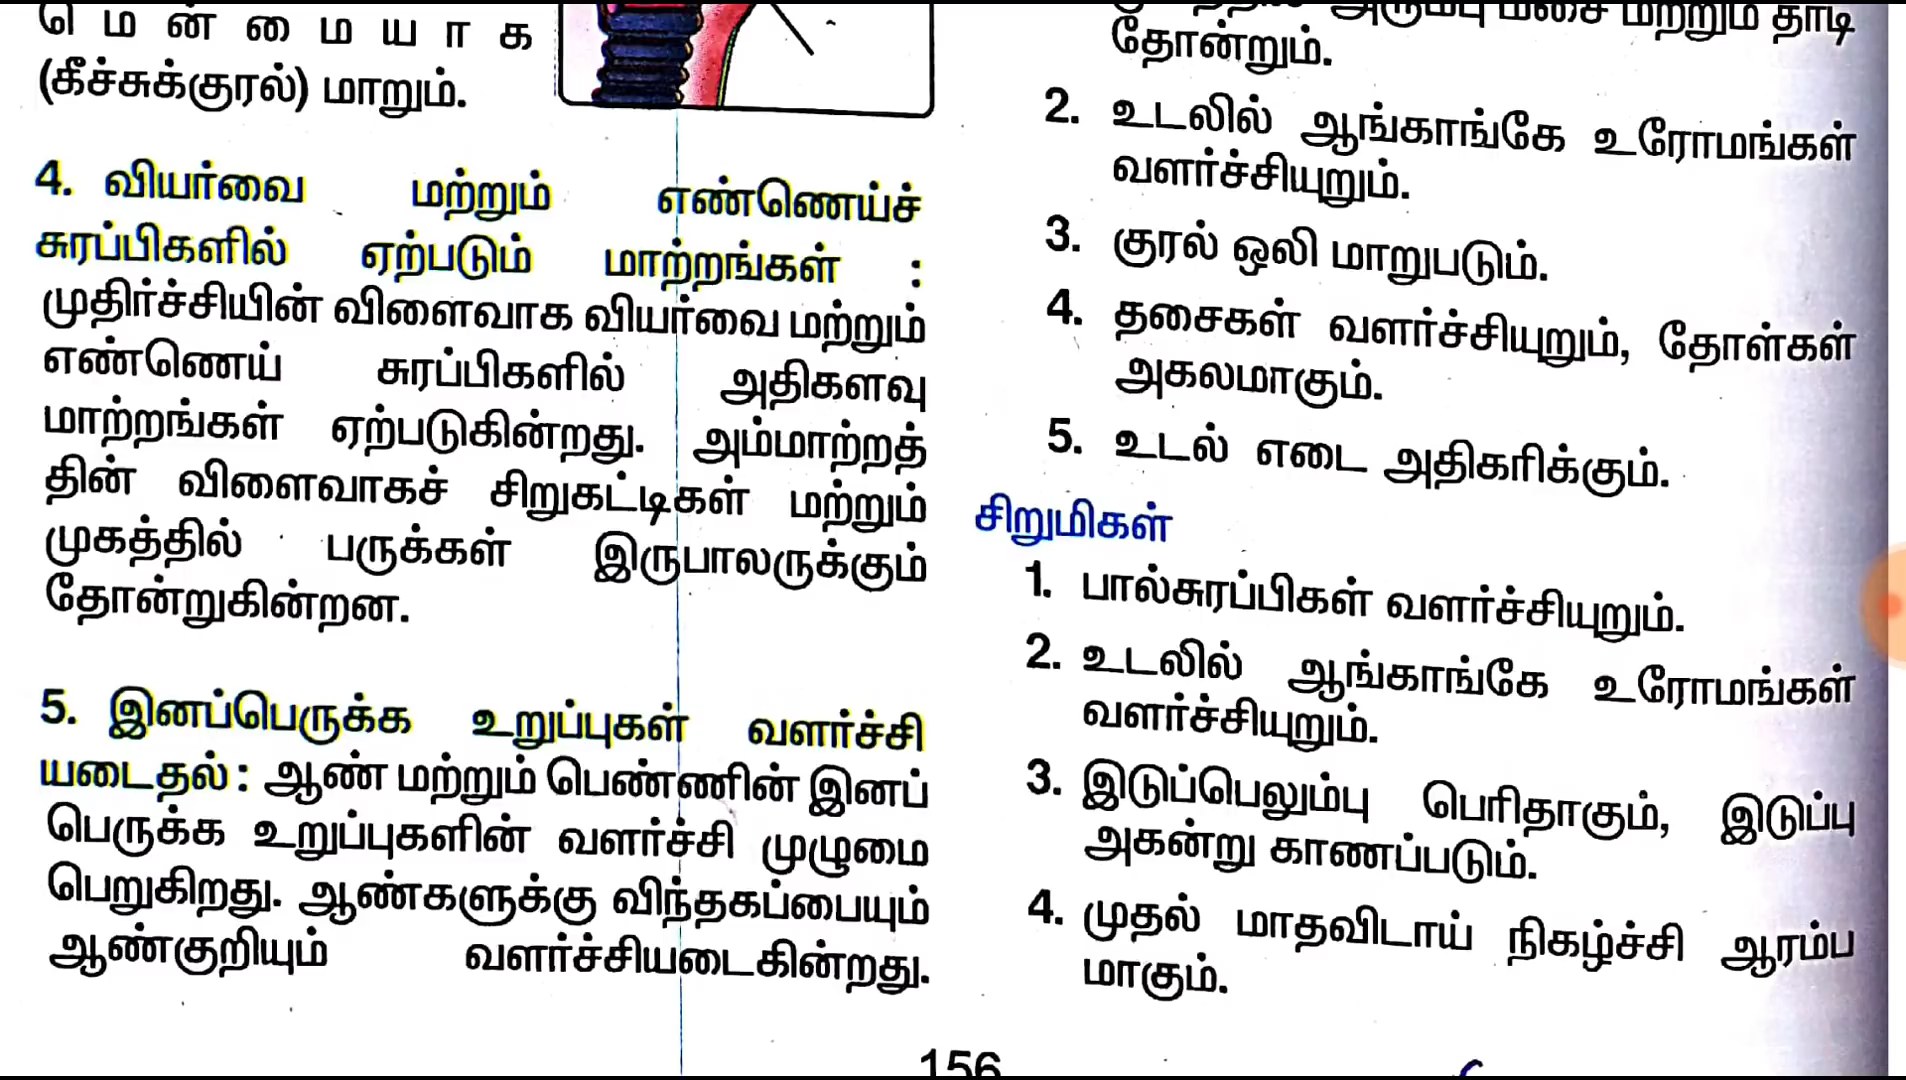 மென்மையாக
(கீச்சுக்குரல்) மாறும்.
4. வியர்வை மற்றும் எண்ணெய்ச்
சுரப்பிகளில் ஏற்படும் மாற்றங்கள் :
முதிர்ச்சியின் விளைவாக வியர்வை மற்றும்
எண்ணெய் சுரப்பிகளில் அதிகளவு
மாற்றங்கள் ஏற்படுகின்றது. அம்மாற்றத்
தின் விளைவாகச் சிறுகட்டிகள் மற்றும்
முகத்தில் பருக்கள் இருபாலருக்கும்
தோன்றுகின்றன.
5. இனப்பெருக்க உறுப்புகள் வளர்ச்சி
யடைதல் : ஆண் மற்றும் பெண்ணின் இனப்
பெருக்க உறுப்புகளின் வளர்ச்சி முழுமை
பெறுகிறது. ஆண்களுக்கு விந்தகப்பையும்
ஆண்குறியும் வளர்ச்சியடைகின்றது.
அரும்பு மீசை மற்றும் தாடி
தோன்றும்.
2. உடலில் ஆங்காங்கே உரோமங்கள்
வளர்ச்சியுறும்.
3. குரல் ஒலி மாறுபடும்.
4. தசைகள் வளர்ச்சியுறும், தோள்கள்
அகலமாகும்.
5. உடல் எடை அதிகரிக்கும்.
சிறுமிகள்
1. பால்சுரப்பிகள் வளர்ச்சியுறும்.
2. உடலில் ஆங்காங்கே உரோமங்கள்
வளர்ச்சியுறும்.
3. இடுப்பெலும்பு பெரிதாகும், இடுப்பு
அகன்று காணப்படும்.
4. முதல் மாதவிடாய் நிகழ்ச்சி ஆரம்ப
மாகும்.
156